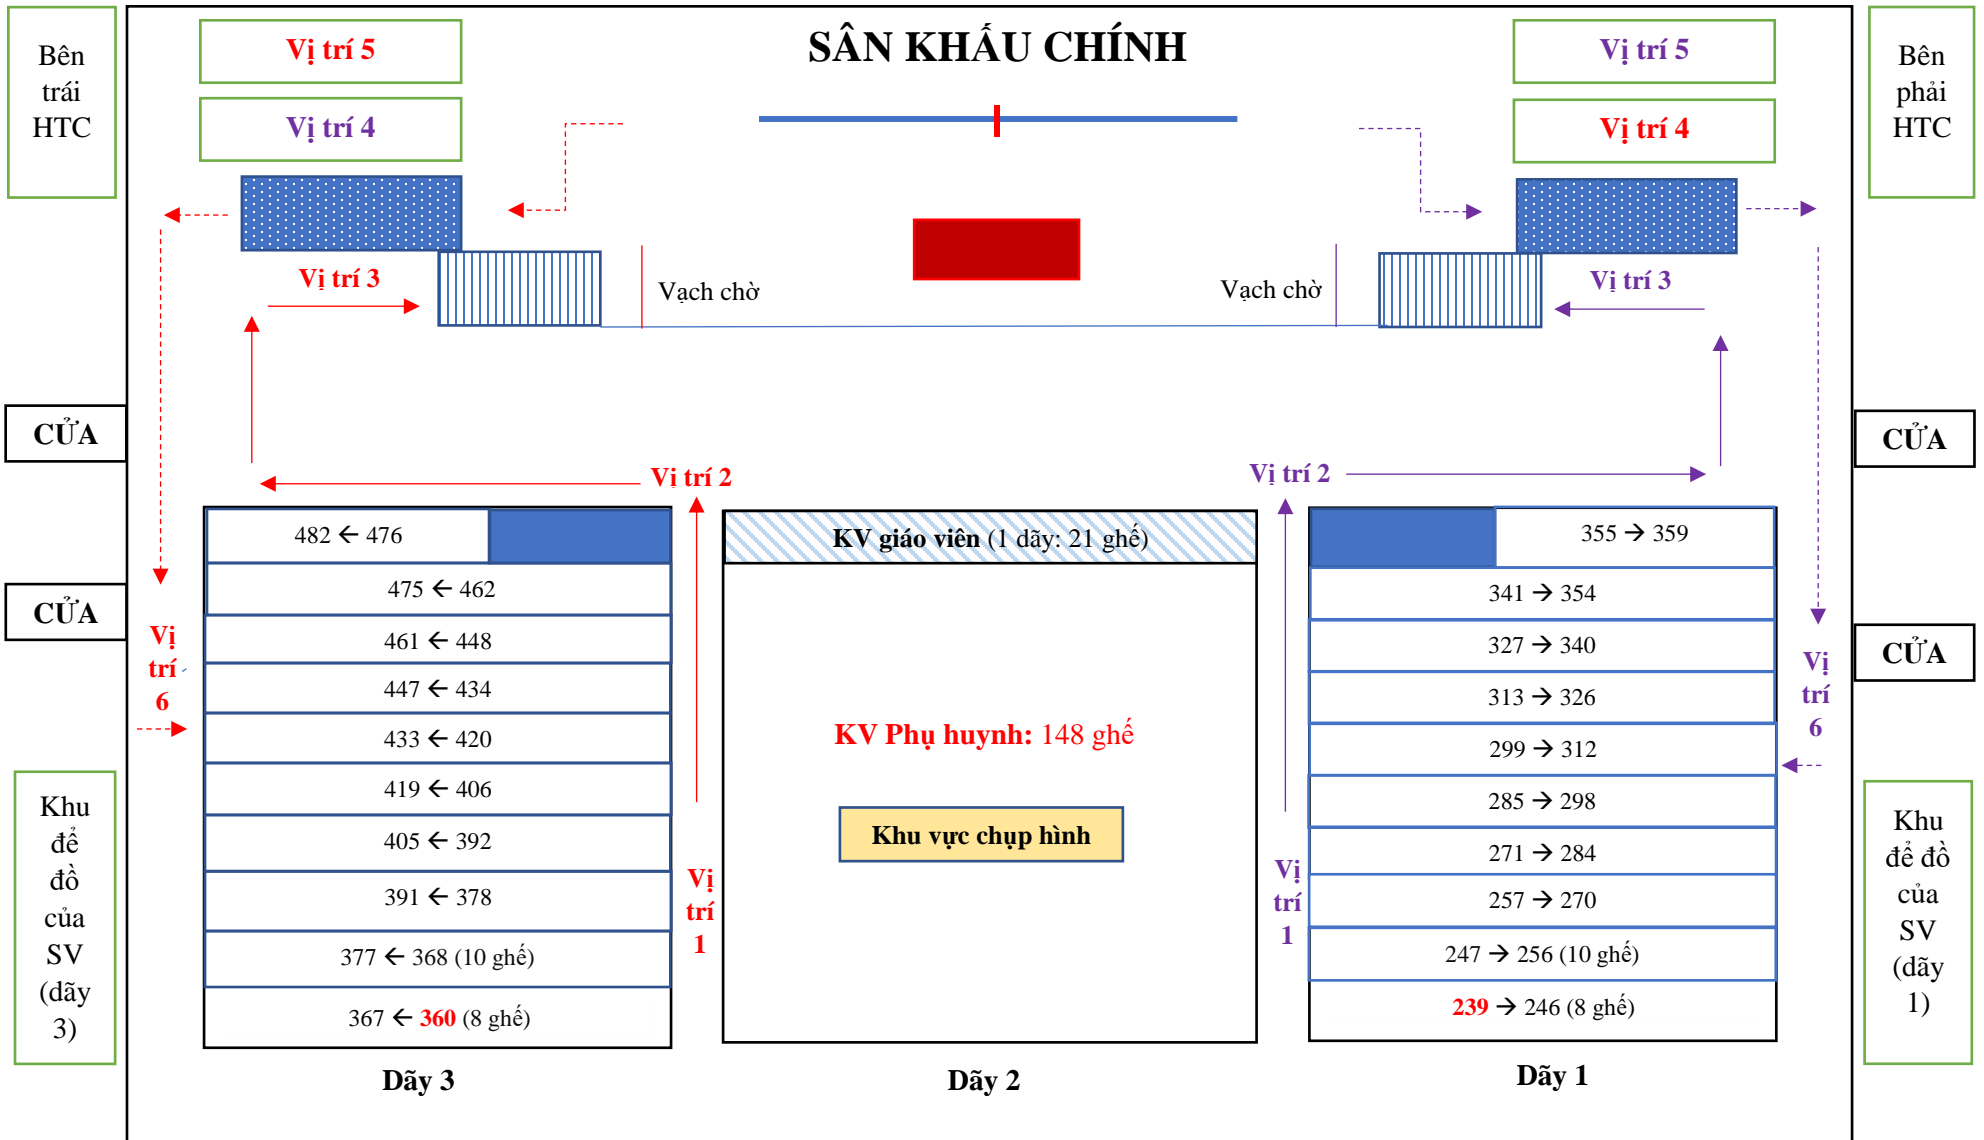 Bên
trái
HTC
Vị trí 5
SÂN KHẤU CHÍNH
Vị trí 5
Bên
phải
HTC
Vị trí 4
Vị trí 4
Vị trí 3
Vạch chờ
Vạch chờ
Vị trí 3
CỬA
CỬA
Vị trí 2
Vị trí 2
482 ← 476
KV giáo viên (1 dãy: 21 ghế)
355 → 359
475 ← 462
341 → 354
CỬA
CỬA
461 ← 448
327 → 340
Vị
trí
6
Vị
trí
6
447 ← 434
313 → 326
433 ← 420
KV Phụ huynh: 148 ghế
299 → 312
419 ← 406
285 → 298
405 ← 392
Khu vực chụp hình
271 → 284
391 ← 378
257 → 270
Vị
trí
1
Vị
trí
1
377 ← 368 (10 ghế)
247 → 256 (10 ghế)
367 ← 360 (8 ghế)
239 → 246 (8 ghế)
Khu
để
đồ
của
SV
(dãy
3)
Khu
để đồ
của
SV
(dãy
1)
Dãy 3
Dãy 2
Dãy 1